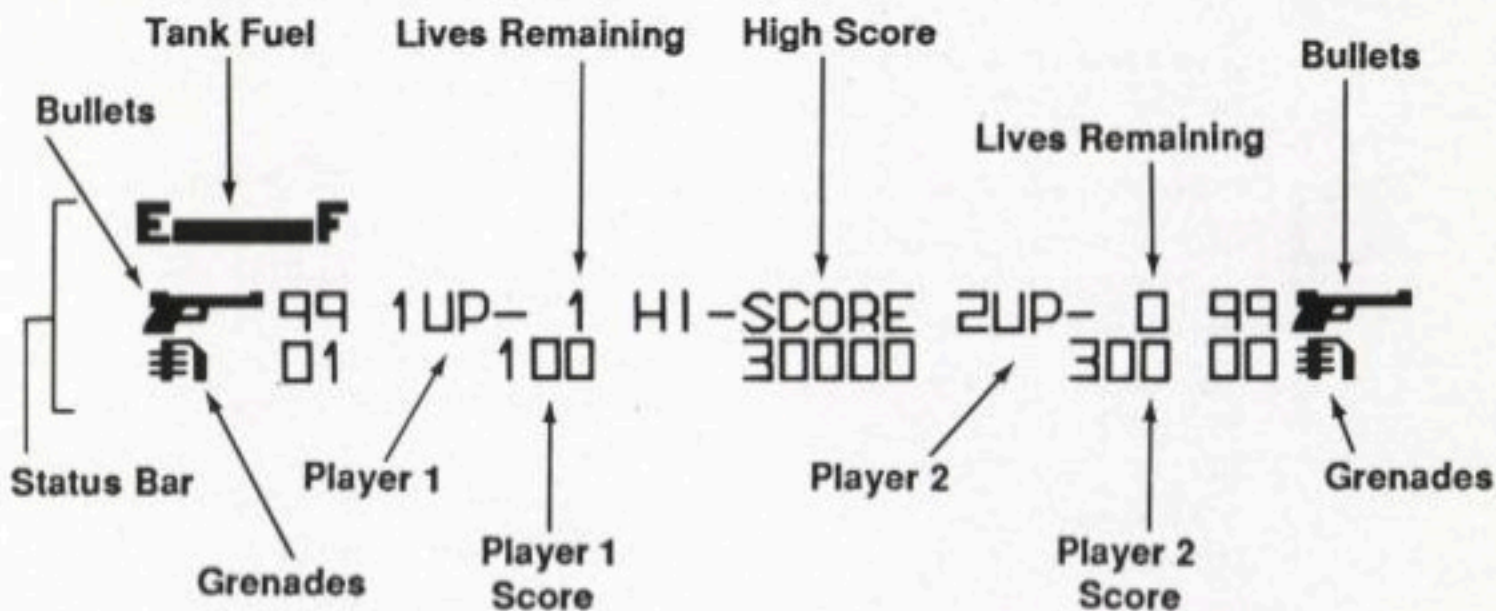 Tank Fuel Lives Remaining High Score
Bullets
Bullets
Lives Remaining
E F
99 1UP- 1 HI-SCORE 2UP- 0 99
01 100 30000 300 00
Status Bar Player 1 Player 2 Grenades
Grenades
Player 1
Score
Player 2
Score